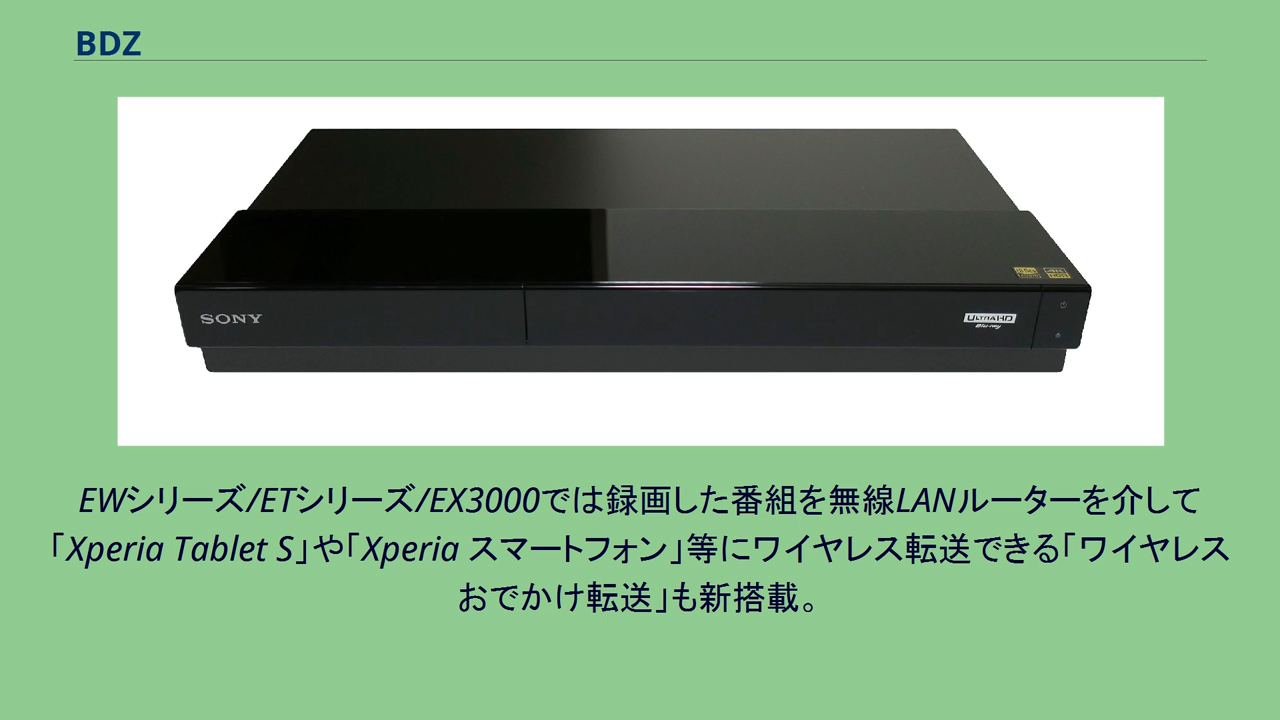 BDZ
SONY
ULTRA HD
Blu-ray
EWシリーズ/ETシリーズ/EX3000では録画した番組を無線LANルーターを介して
「Xperia Tablet S」や「Xperia スマートフォン」等にワイヤレス転送できる「ワイヤレス
おでかけ転送」も新搭載。